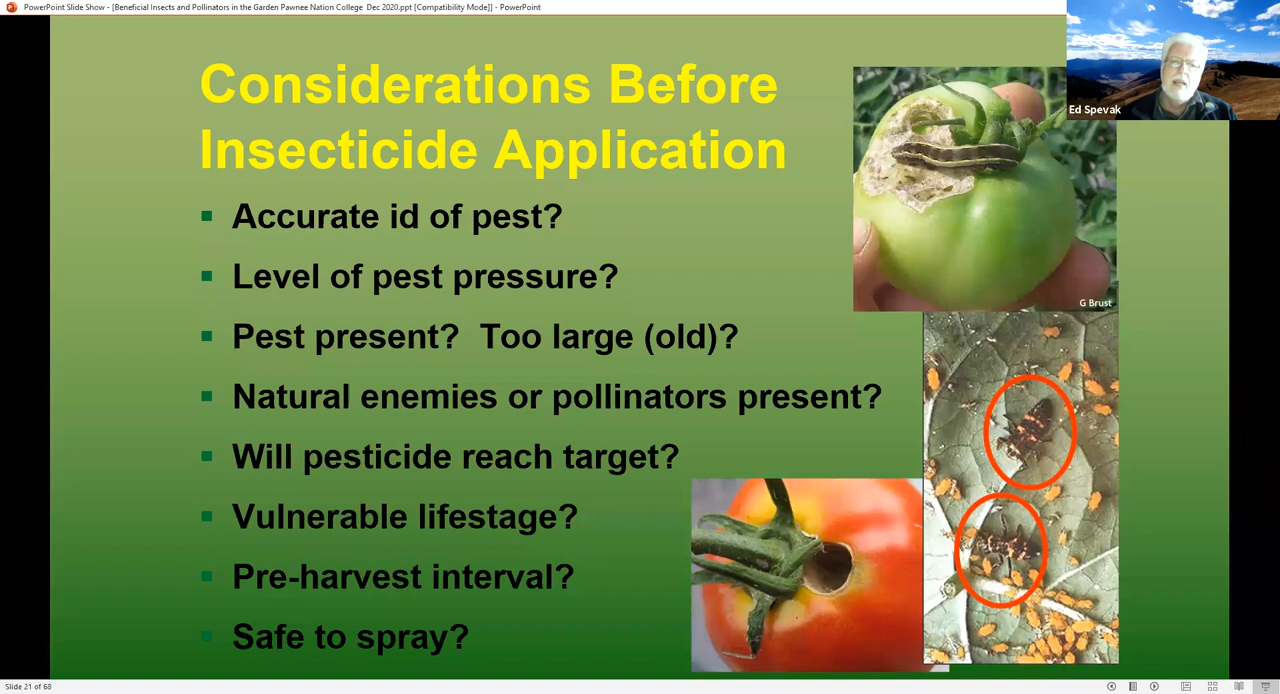 PowerPoint Slide Show - [Beneficial Insects and Pollinators in the Garden Pawnee Nation College Dec 2020.ppt [Compatibility Mode]] - PowerPoint
Ed Spevak
Considerations Before
Insecticide Application
Accurate id of pest?
Level of pest pressure?
Pest present? Too large (old)?
Natural enemies or pollinators present?
Will pesticide reach target?
Vulnerable lifestage?
Pre-harvest interval?
Safe to spray?
G Brust
Slide 21 of 68